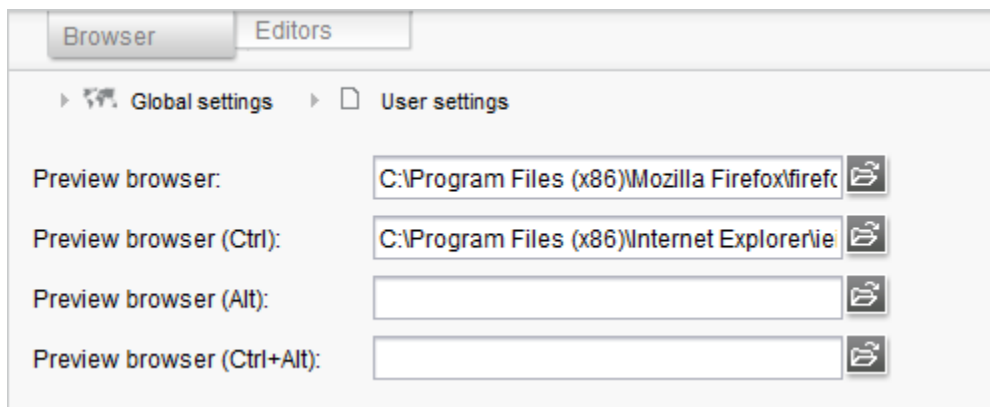 Browser Editors
Global settings User settings
Preview browser: C:\Program Files (x86)\Mozilla Firefox\firefo
Preview browser (Ctrl): C:\Program Files (x86)\Internet Explorer\ie
Preview browser (Alt):
Preview browser (Ctrl+Alt):